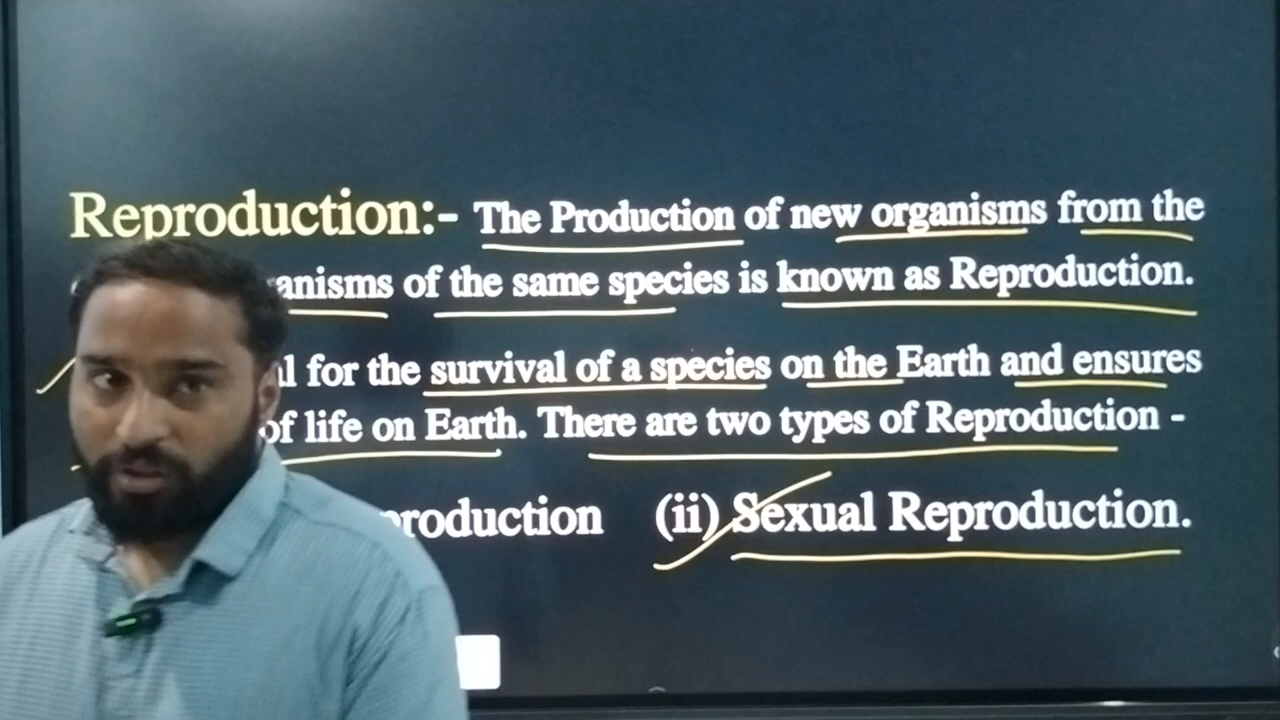 Reproduction:- The Production of new organisms from the
of the same species is known as Reproduction.
for the survival of a species on the Earth and ensures
of life on Earth. There are two types of Reproduction -
(ii) Sexual Reproduction.